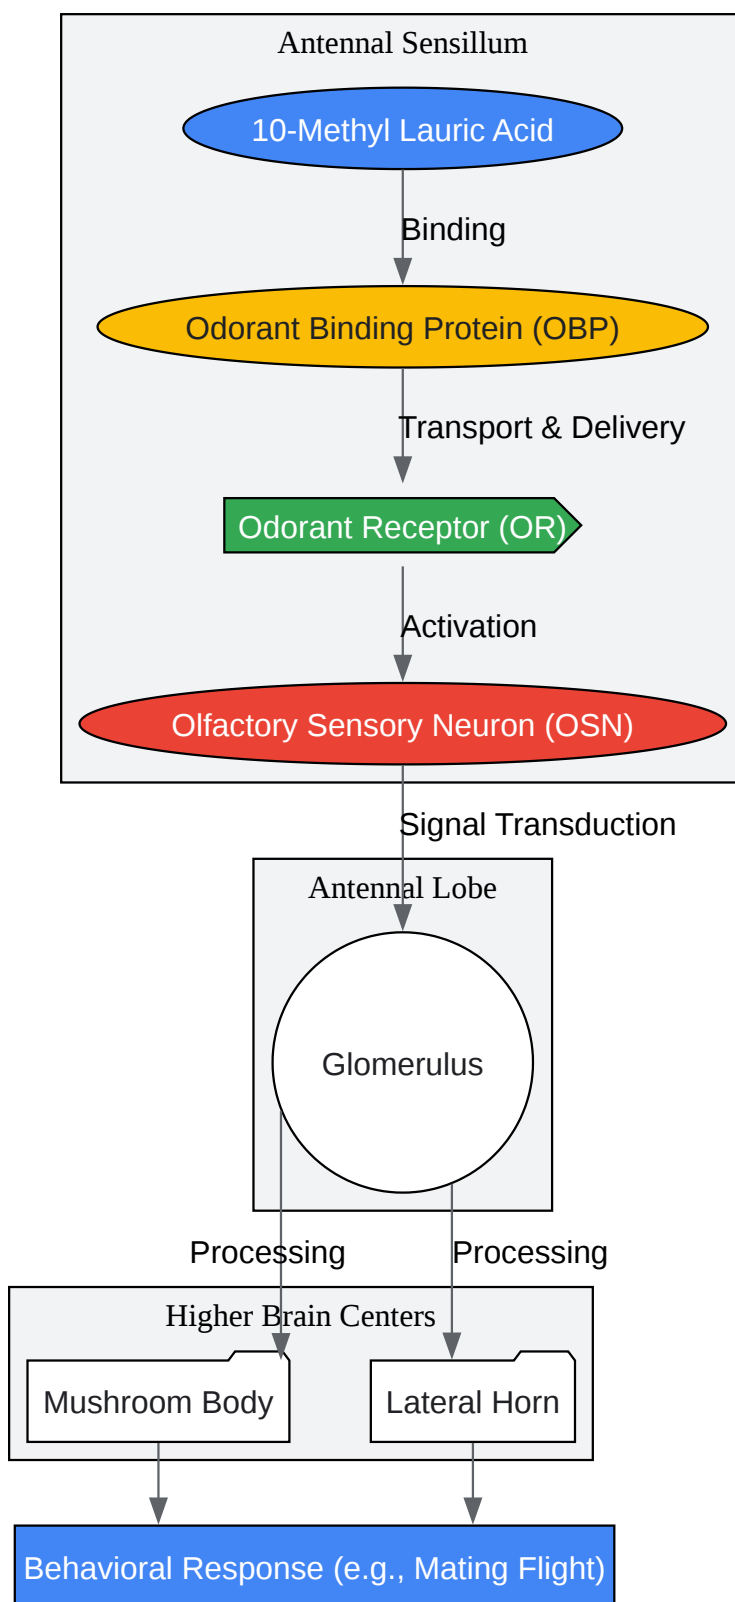 Antennal Sensillum
10-Methyl Lauric Acid
Binding
Odorant Binding Protein (OBP)
Transport & Delivery
Odorant Receptor (OR)
Activation
Olfactory Sensory Neuron (OSN)
Signal Transduction
Antennal Lobe
Glomerulus
Processing
Processing
Higher Brain Centers
Mushroom Body
Lateral Horn
Behavioral Response (e.g., Mating Flight)